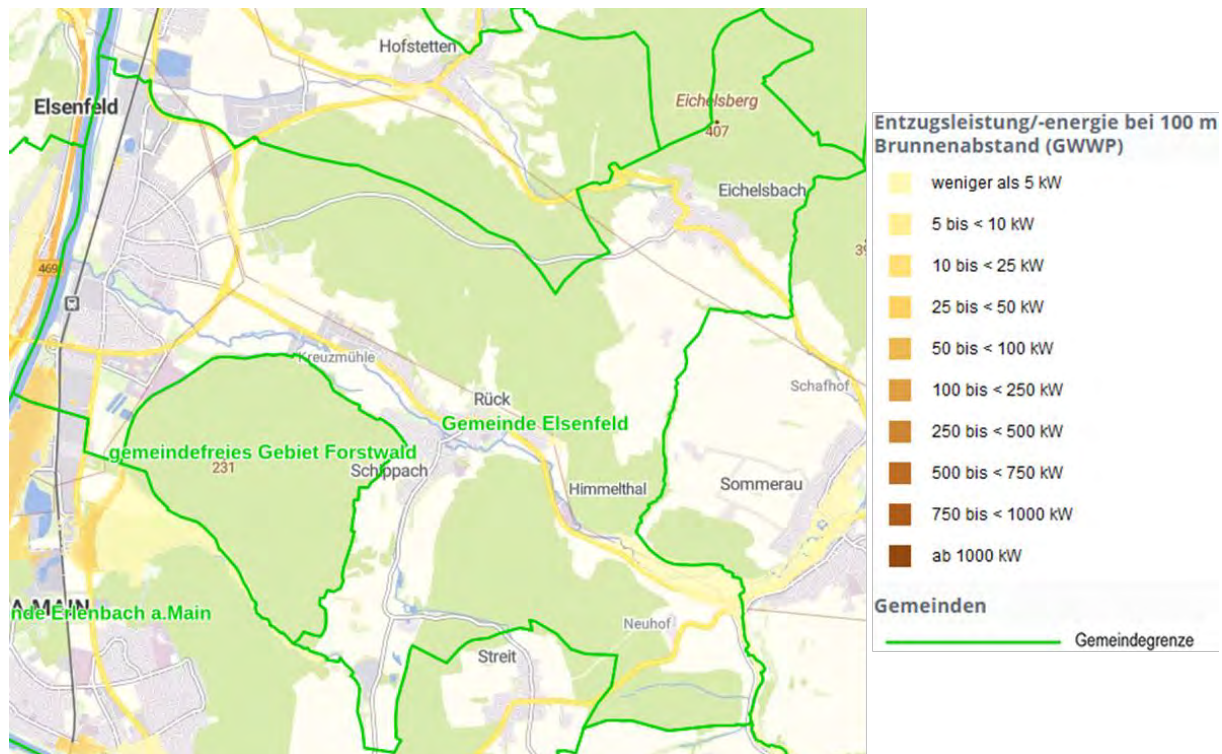 Hofstetten
Elsenfeld
Eichelsberg
407
Eichelsbach
39
469
Kreuzmühle
Schafhof
Rück
Gemeinde Elsenfeld
gemeindefreies Gebiet Forstwald
231
Schippach
Himmelthal
Sommerau
A.MAIN
nde Erlenbach a.Main
Neuhof
Streit
Entzugsleistung/-energie bei 100 m
Brunnenabstand (GWWP)
weniger als 5 kW
5 bis < 10 kW
10 bis < 25 kW
25 bis < 50 kW
50 bis < 100 kW
100 bis < 250 kW
250 bis < 500 kW
500 bis < 750 kW
750 bis < 1000 kW
ab 1000 kW
Gemeinden
Gemeindegrenze